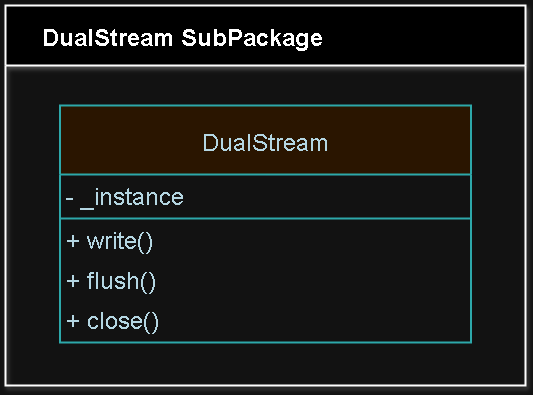 DualStream SubPackage
DualStream
- _instance
+ write()
+ flush()
+ close()